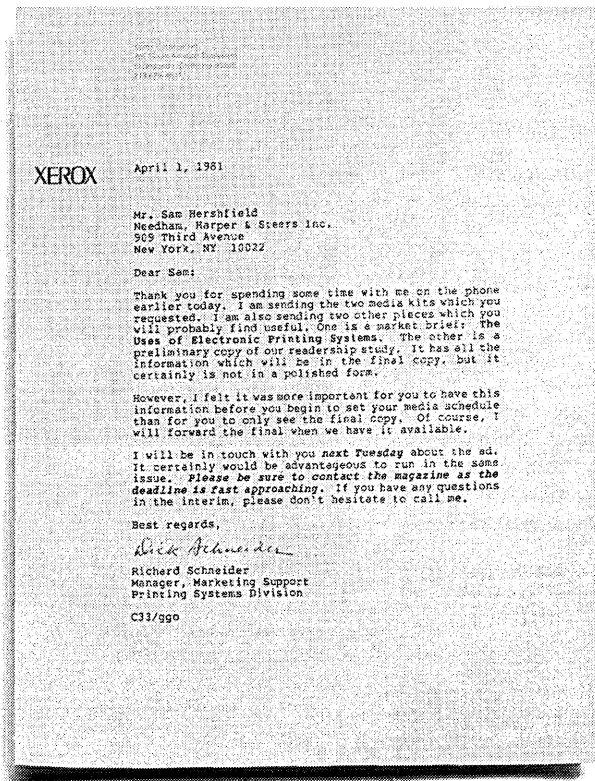 XEROX
April 1, 1981
Mr. Sam Hershfield
Needham, Harper & Steers Inc.
909 Third Avenue
New York, NY 10022
Dear Sam:
Thank you for spending some time with me on the phone
earlier today. I am sending the two media kits which you
requested. I am also sending two other pieces which you
will probably find useful. One is a market brief: The
Uses of Electronic Printing Systems. The other is a
preliminary copy of our readership study. It has all the
information which will be in the final copy, but it
certainly is not in a polished form.
However, I felt it was more important for you to have this
information before you begin to set your media schedule
than for you to only see the final copy. Of course, I
will forward the final when we have it available.
I will be in touch with you next Tuesday about the ad.
It certainly would be advantageous to run in the same
issue. Please be sure to contact the magazine as the
deadline is fast approaching. If you have any questions
in the interim, please don't hesitate to call me.
Best regards,
Dick Schneider
Richard Schneider
Manager, Marketing Support
Printing Systems Division
C33/ggo